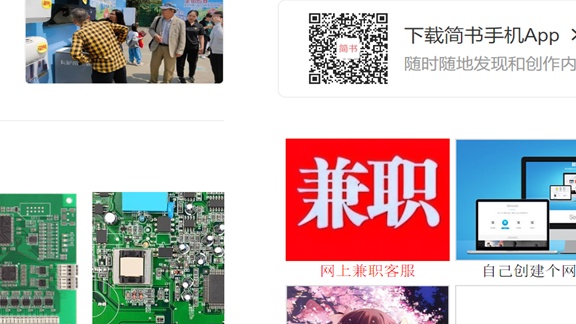 简书
下载简书手机App
随时随地发现和创作内
兼职
网上兼职客服
自己创建个网